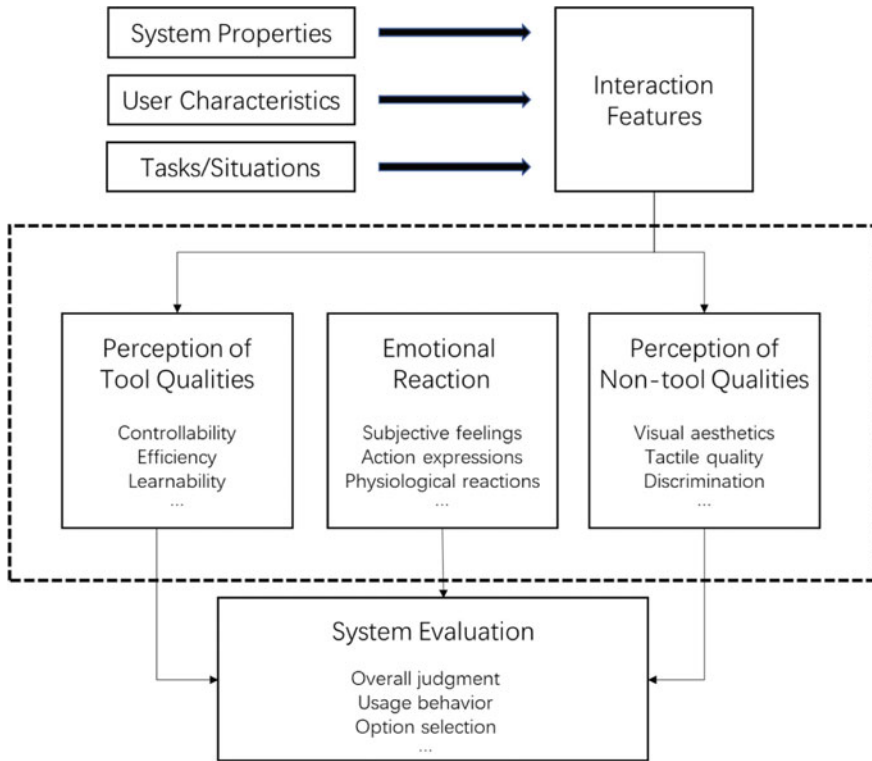 System Properties
User Characteristics
Tasks/Situations
Interaction
Features
Perception of
Tool Qualities
Controllability
Efficiency
Learnability
...
Emotional
Reaction
Subjective feelings
Action expressions
Physiological reactions
...
Perception of
Non-tool Qualities
Visual aesthetics
Tactile quality
Discrimination
...
System Evaluation
Overall judgment
Usage behavior
Option selection
...